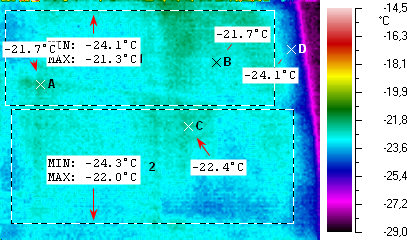 -14,5
°C
-16,3
-18,1
-19,9
-21,8
-23,6
-25,4
-27,2
-29,0
-21.7°C
MIN: -24.1°C
MAX: -21.3°C
-21.7°C
B
D
-24.1°C
A
C
-22.4°C
MIN: -24.3°C
MAX: -22.0°C
2